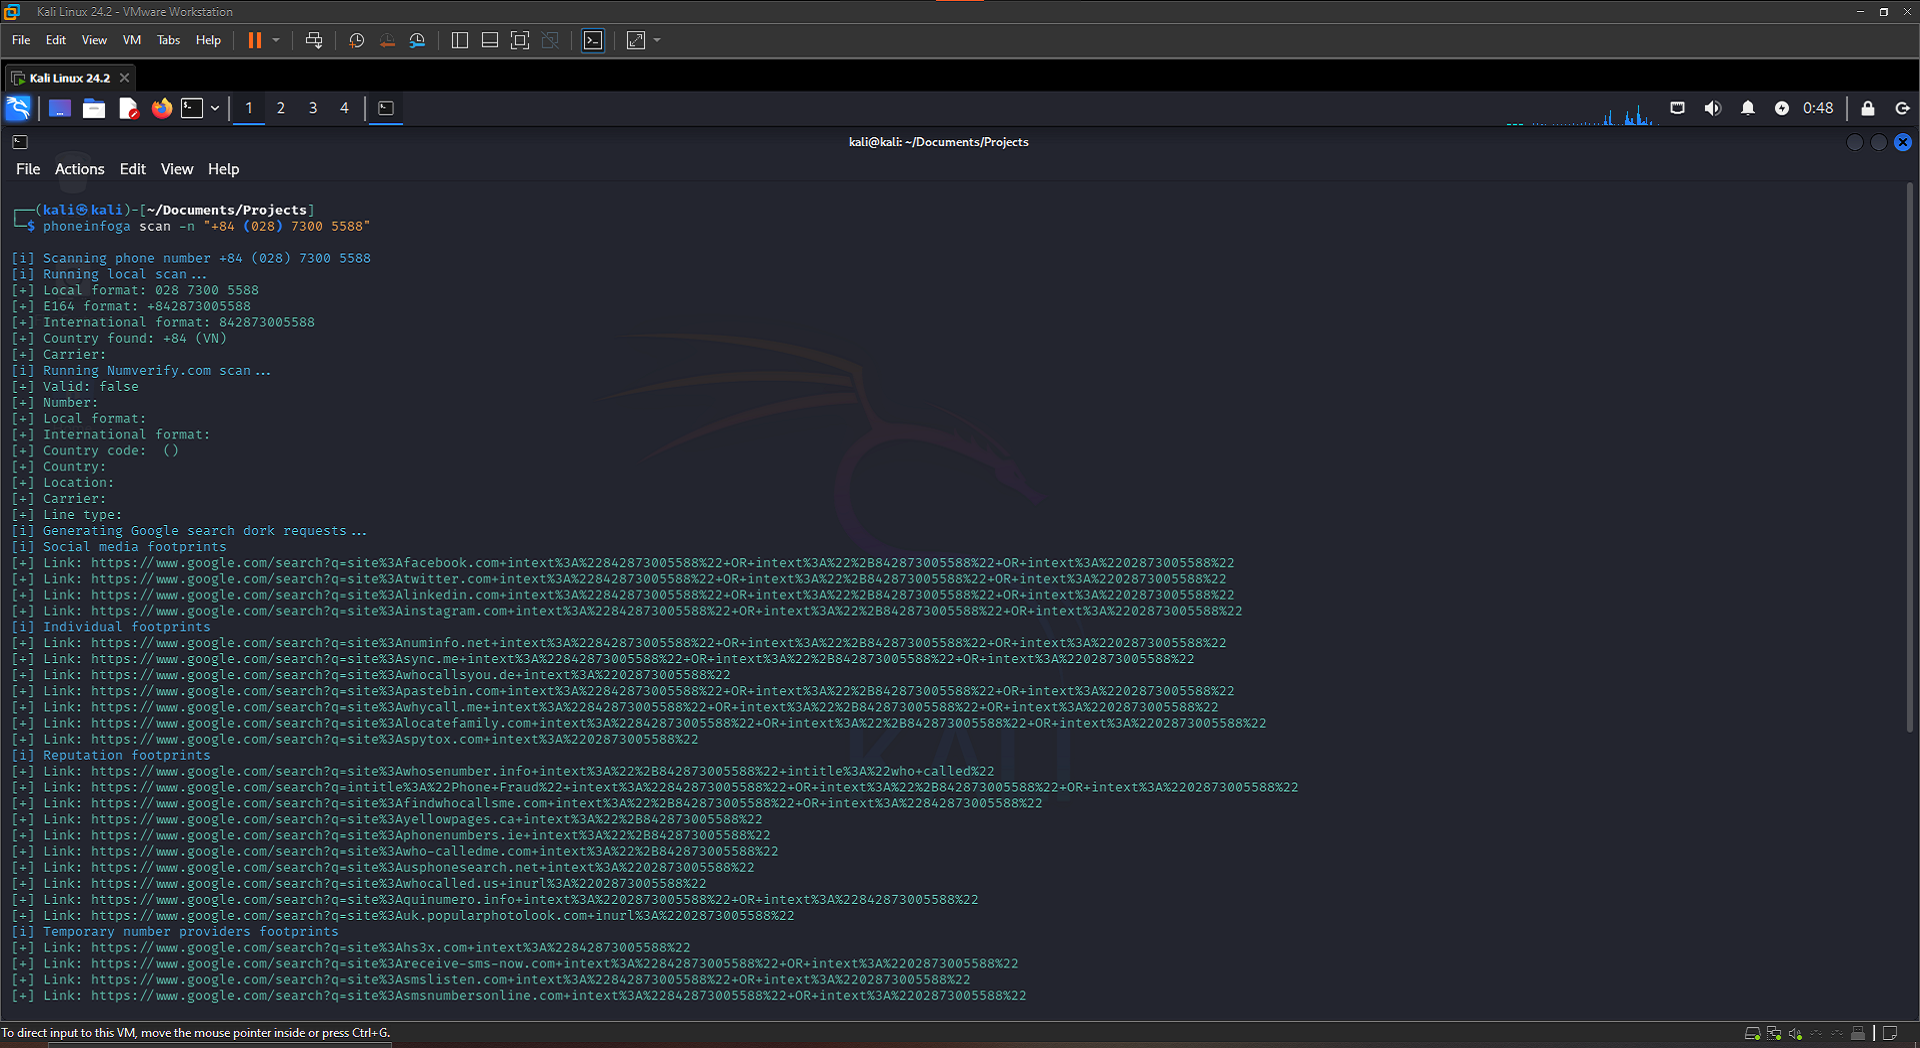 Kali Linux 24.2 - VMware Workstation
File Edit View VM Tabs Help
Kali Linux 24.2
1 2 3 4 0:48
kali@kali: ~/Documents/Projects
File Actions Edit View Help
┌──(kali㉿kali)-[~/Documents/Projects]
└─$ phoneinfoga scan -n "+84 (028) 7300 5588"
[i] Scanning phone number +84 (028) 7300 5588
[i] Running local scan...
[+] Local format: 028 7300 5588
[+] E164 format: +842873005588
[+] International format: 842873005588
[+] Country found: +84 (VN)
[+] Carrier:
[i] Running Numverify.com scan...
[+] Valid: false
[+] Number:
[+] Local format:
[+] International format:
[+] Country code:  ()
[+] Country:
[+] Location:
[+] Carrier:
[+] Line type:
[i] Generating Google search dork requests...
[i] Social media footprints
[+] Link: https://www.google.com/search?q=site%3Afacebook.com+intext%3A%22842873005588%22+OR+intext%3A%22%2B842873005588%22+OR+intext%3A%2202873005588%22
[+] Link: https://www.google.com/search?q=site%3Atwitter.com+intext%3A%22842873005588%22+OR+intext%3A%22%2B842873005588%22+OR+intext%3A%2202873005588%22
[+] Link: https://www.google.com/search?q=site%3Alinkedin.com+intext%3A%22842873005588%22+OR+intext%3A%22%2B842873005588%22+OR+intext%3A%2202873005588%22
[+] Link: https://www.google.com/search?q=site%3Ainstagram.com+intext%3A%22842873005588%22+OR+intext%3A%22%2B842873005588%22+OR+intext%3A%2202873005588%22
[i] Individual footprints
[+] Link: https://www.google.com/search?q=site%3Anuminfo.net+intext%3A%22842873005588%22+OR+intext%3A%22%2B842873005588%22+OR+intext%3A%2202873005588%22
[+] Link: https://www.google.com/search?q=site%3Async.me+intext%3A%22842873005588%22+OR+intext%3A%22%2B842873005588%22+OR+intext%3A%2202873005588%22
[+] Link: https://www.google.com/search?q=site%3Awhocallsyou.de+intext%3A%2202873005588%22
[+] Link: https://www.google.com/search?q=site%3Apastebin.com+intext%3A%22842873005588%22+OR+intext%3A%22%2B842873005588%22+OR+intext%3A%2202873005588%22
[+] Link: https://www.google.com/search?q=site%3Awhycall.me+intext%3A%22842873005588%22+OR+intext%3A%22%2B842873005588%22+OR+intext%3A%2202873005588%22
[+] Link: https://www.google.com/search?q=site%3Alocatefamily.com+intext%3A%22842873005588%22+OR+intext%3A%22%2B842873005588%22+OR+intext%3A%2202873005588%22
[+] Link: https://www.google.com/search?q=site%3Aspytox.com+intext%3A%2202873005588%22
[i] Reputation footprints
[+] Link: https://www.google.com/search?q=site%3Awhosenumber.info+intext%3A%22%2B842873005588%22+intitle%3A%22who+called%22
[+] Link: https://www.google.com/search?q=intitle%3A%22Phone+Fraud%22+intext%3A%22842873005588%22+OR+intext%3A%22%2B842873005588%22+OR+intext%3A%2202873005588%22
[+] Link: https://www.google.com/search?q=site%3Afindwhocallsme.com+intext%3A%22%2B842873005588%22+OR+intext%3A%22842873005588%22
[+] Link: https://www.google.com/search?q=site%3Ayellowpages.ca+intext%3A%22%2B842873005588%22
[+] Link: https://www.google.com/search?q=site%3Aphonenumbers.ie+intext%3A%22%2B842873005588%22
[+] Link: https://www.google.com/search?q=site%3Awho-calledme.com+intext%3A%22%2B842873005588%22
[+] Link: https://www.google.com/search?q=site%3Ausphonesearch.net+intext%3A%2202873005588%22
[+] Link: https://www.google.com/search?q=site%3Awhocalled.us+inurl%3A%2202873005588%22
[+] Link: https://www.google.com/search?q=site%3Aquinumero.info+intext%3A%2202873005588%22+OR+intext%3A%22842873005588%22
[+] Link: https://www.google.com/search?q=site%3Auk.popularphotolook.com+inurl%3A%2202873005588%22
[i] Temporary number providers footprints
[+] Link: https://www.google.com/search?q=site%3Ahs3x.com+intext%3A%22842873005588%22
[+] Link: https://www.google.com/search?q=site%3Areceive-sms-now.com+intext%3A%22842873005588%22+OR+intext%3A%2202873005588%22
[+] Link: https://www.google.com/search?q=site%3Asmslisten.com+intext%3A%22842873005588%22+OR+intext%3A%2202873005588%22
[+] Link: https://www.google.com/search?q=site%3Asmsnumbersonline.com+intext%3A%22842873005588%22+OR+intext%3A%2202873005588%22
KALI
To direct input to this VM, move the mouse pointer inside or press Ctrl+G.